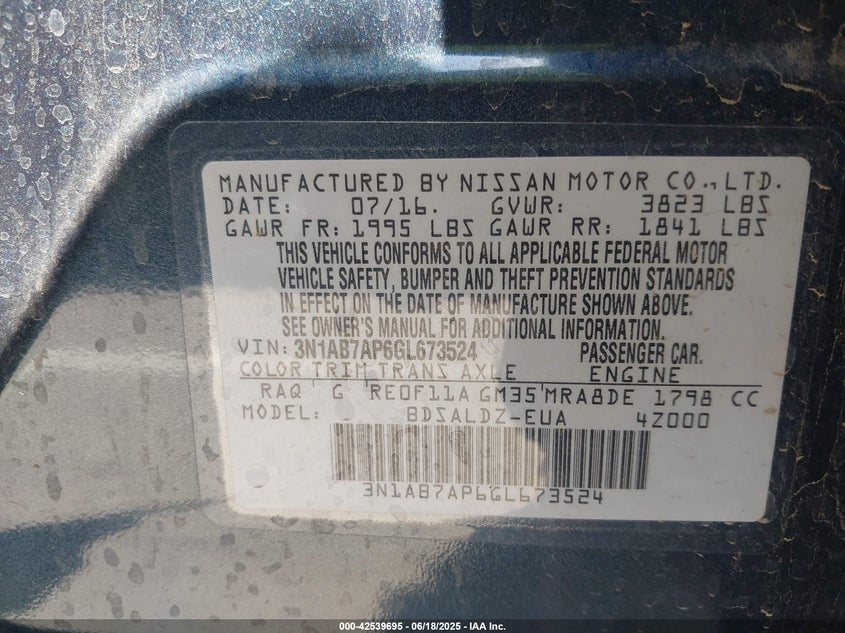 MANUFACTURED BY NISSAN MOTOR CO., LTD.
DATE: 07/16. GVWR: 3823 LBS
GAWR FR: 1995 LBS GAWR RR: 1841 LBS
THIS VEHICLE CONFORMS TO ALL APPLICABLE FEDERAL MOTOR
VEHICLE SAFETY, BUMPER AND THEFT PREVENTION STANDARDS
IN EFFECT ON THE DATE OF MANUFACTURE SHOWN ABOVE.
SEE OWNER'S MANUAL FOR ADDITIONAL INFORMATION.
VIN: 3N1AB7AP6GL673524 PASSENGER CAR.
COLOR TRIM TRANS AXLE ENGINE
RAQ G RE0F11A GM35 MRA8DE 1798 CC
MODEL: BDSALDZ-EUA 4Z000
3N1AB7AP6GL673524
000-42539695 - 06/18/2025 - IAA Inc.